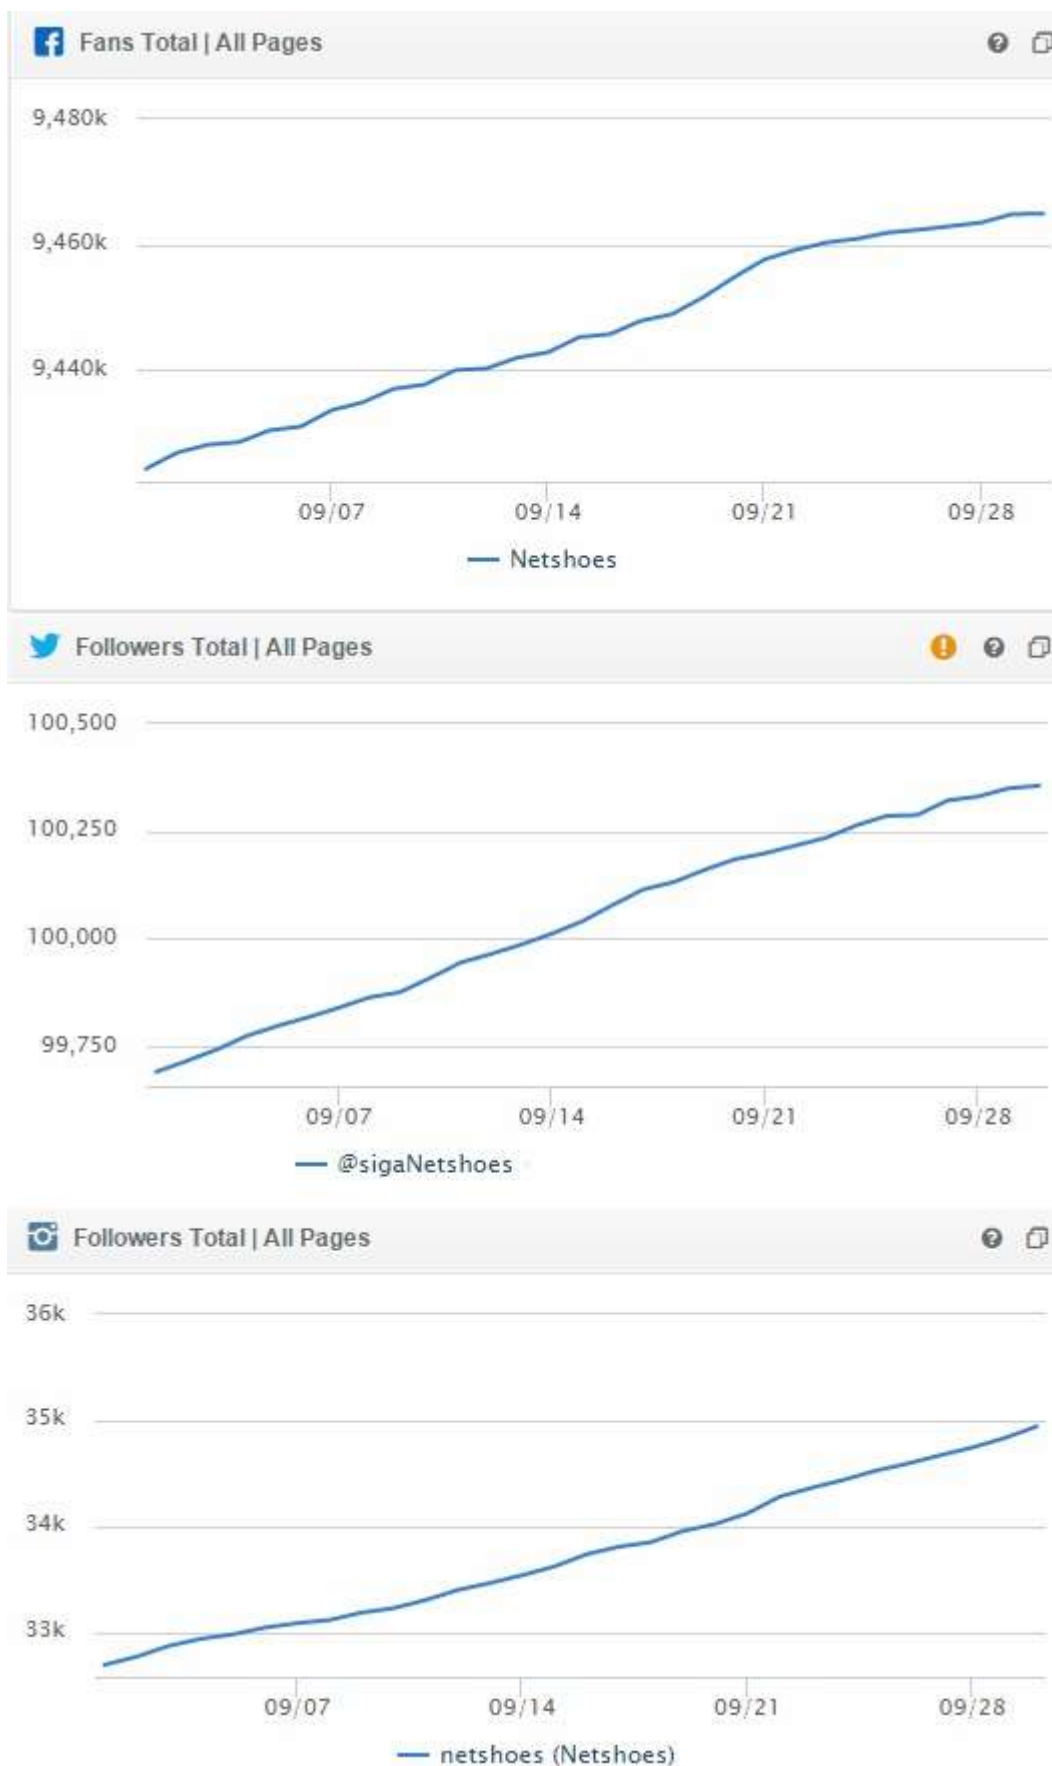 Fans Total | All Pages
9,480k
9,460k
9,440k
09/07 09/14 09/21 09/28
Netshoes
Followers Total | All Pages
100,500
100,250
100,000
99,750
09/07 09/14 09/21 09/28
@sigaNetshoes
Followers Total | All Pages
36k
35k
34k
33k
09/07 09/14 09/21 09/28
netshoes (Netshoes)